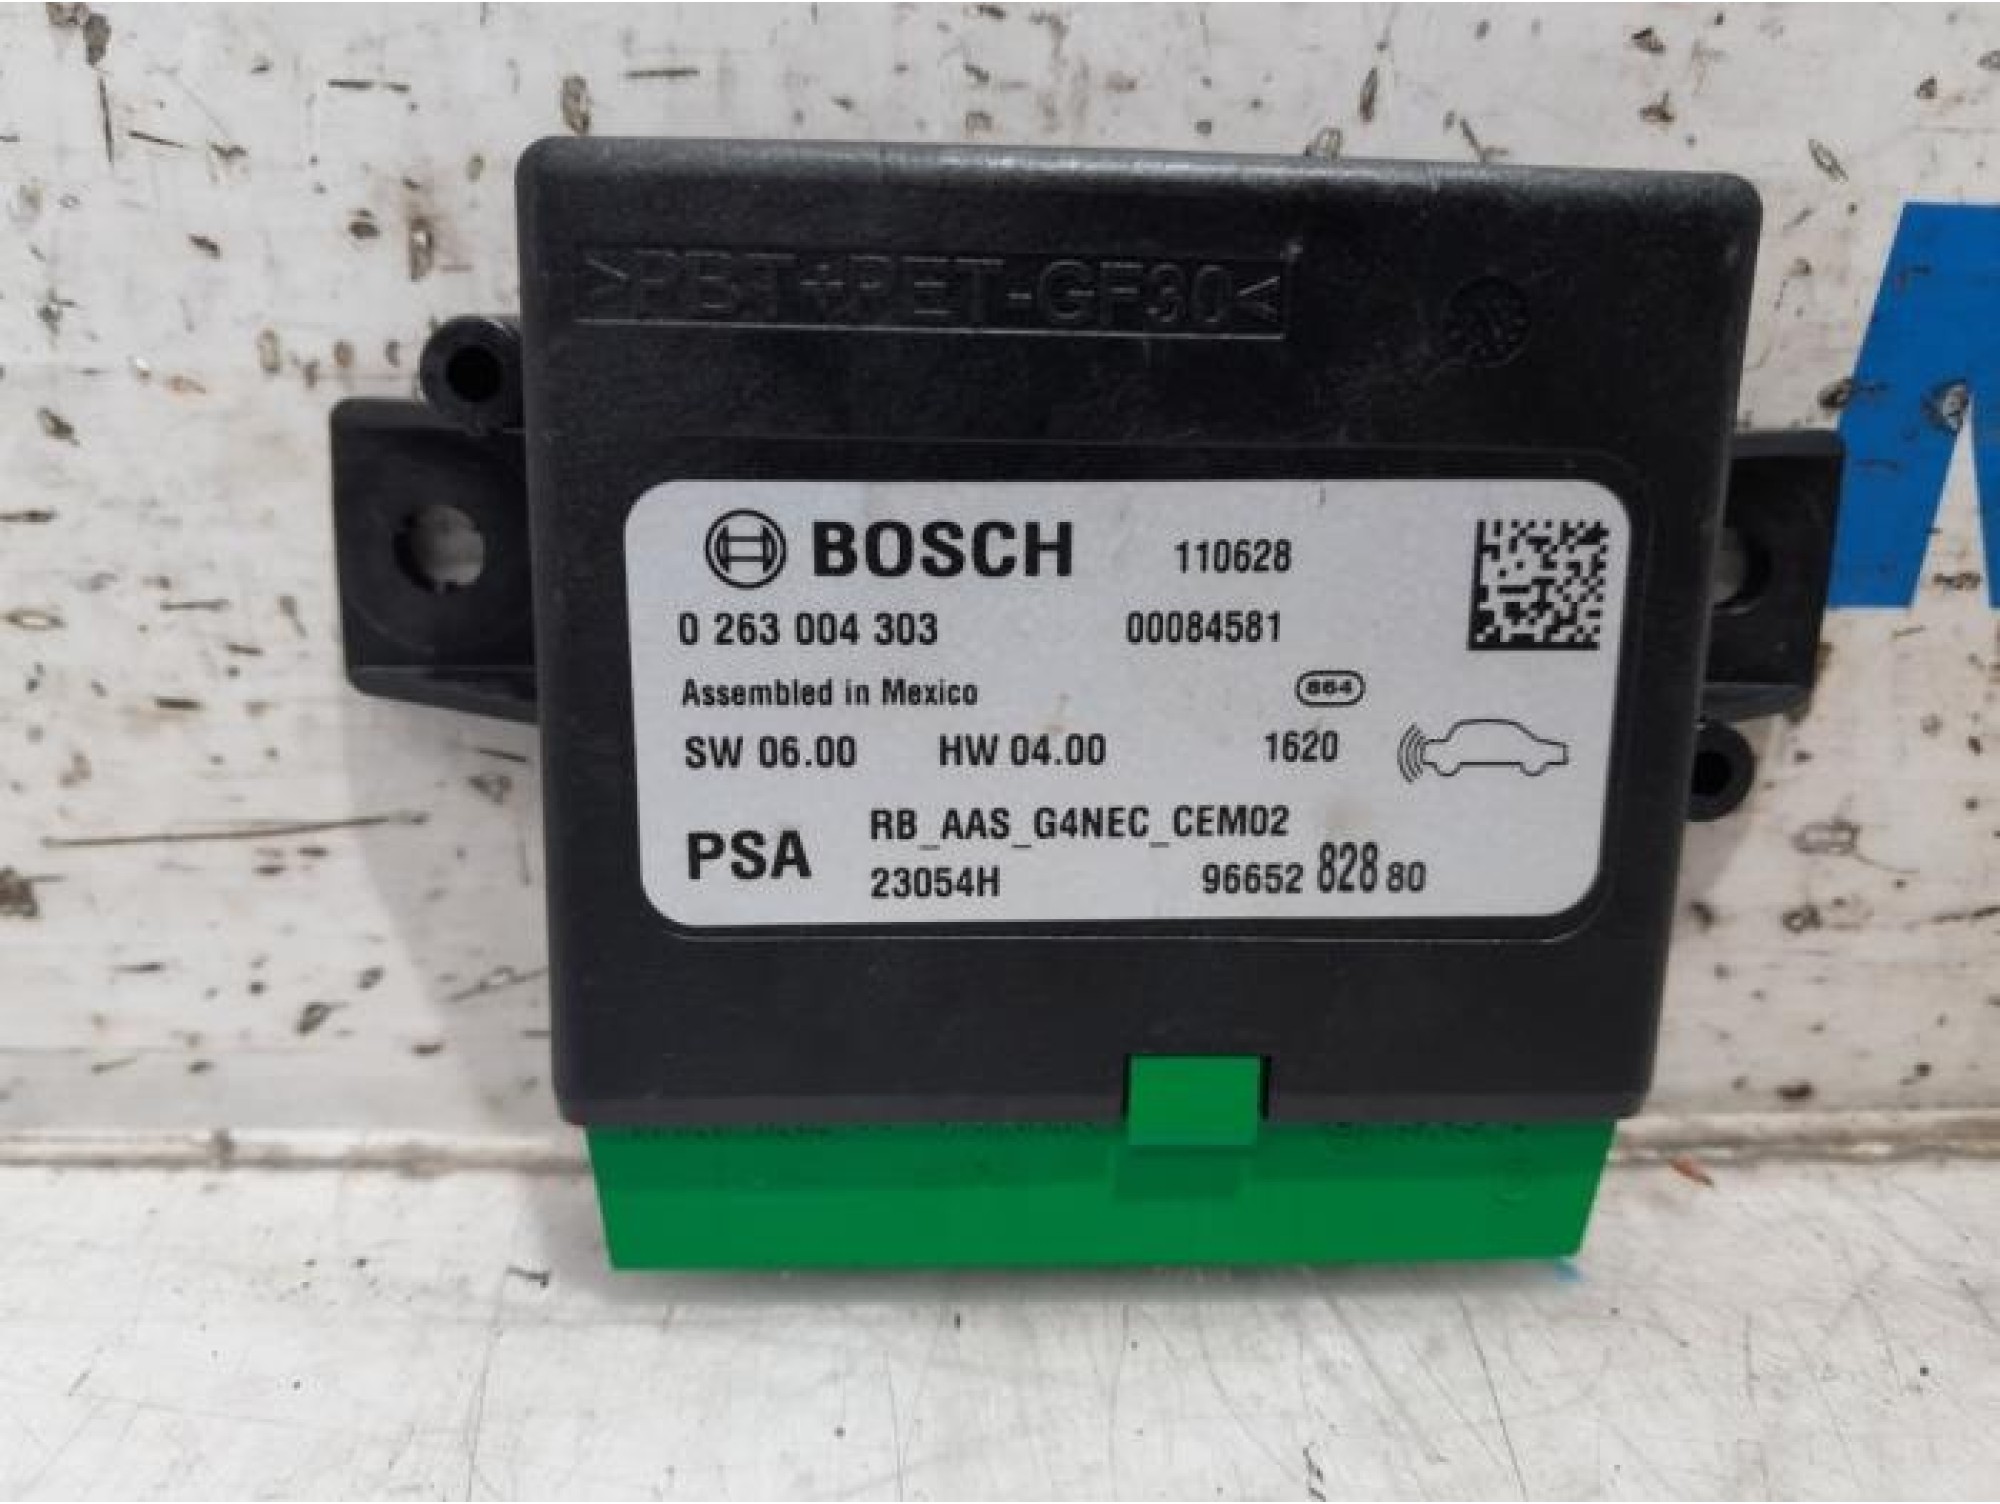 >PBT+PET-GF30<
BOSCH 110628
0 263 004 303 00084581
Assembled in Mexico 864
SW 06.00 HW 04.00 1620
RB_AAS_G4NEC_CEM02
PSA
23054H 96652 828 80